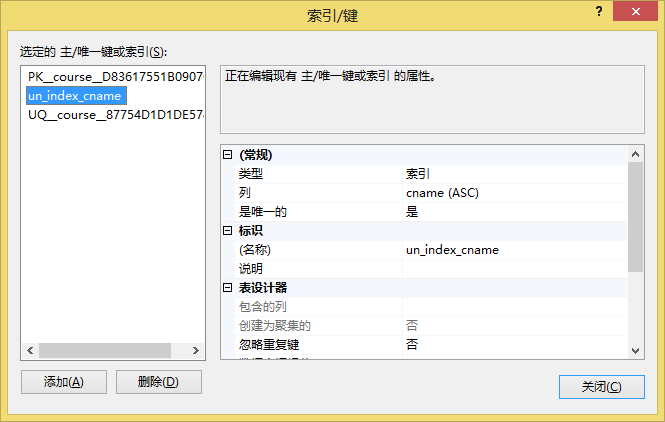 索引/键
选定的 主/唯一键或索引(S):
PK__course__D83617551B0907
un_index_cname
UQ__course__87754D1D1DE574
正在编辑现有 主/唯一键或索引 的属性。
(常规)
类型 索引
列 cname (ASC)
是唯一的 是
标识
(名称) un_index_cname
说明
表设计器
包含的列
创建为聚集的 否
忽略重复键 否
添加(A)
删除(D)
关闭(C)